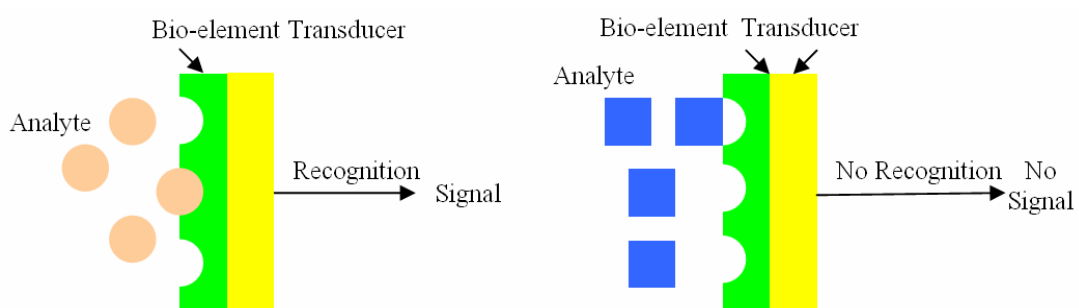 Bio-element Transducer
Analyte
Recognition
Signal
Bio-element Transducer
Analyte
No Recognition
No
Signal